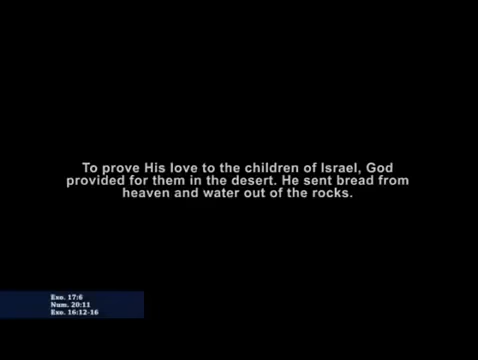 To prove His love to the children of Israel, God
provided for them in the desert. He sent bread from
heaven and water out of the rocks.
Exo. 17:6
Num. 20:11
Exo. 16:12-16